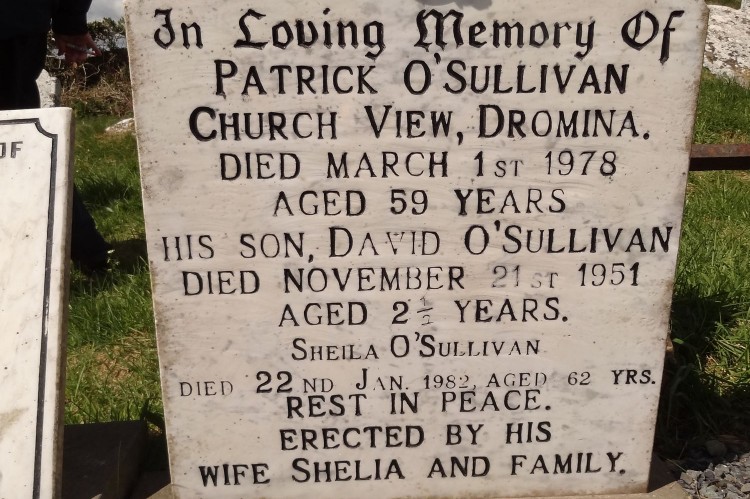 In Loving Memory Of
PATRICK O'SULLIVAN
CHURCH VIEW, DROMINA.
DIED MARCH 1ST 1978
AGED 59 YEARS
HIS SON, DAVID O'SULLIVAN
DIED NOVEMBER 21ST 1951
AGED 2½ YEARS.
SHEILA O'SULLIVAN
DIED 22ND JAN. 1982, AGED 62 YRS.
REST IN PEACE.
ERECTED BY HIS
WIFE SHELIA AND FAMILY.
OF